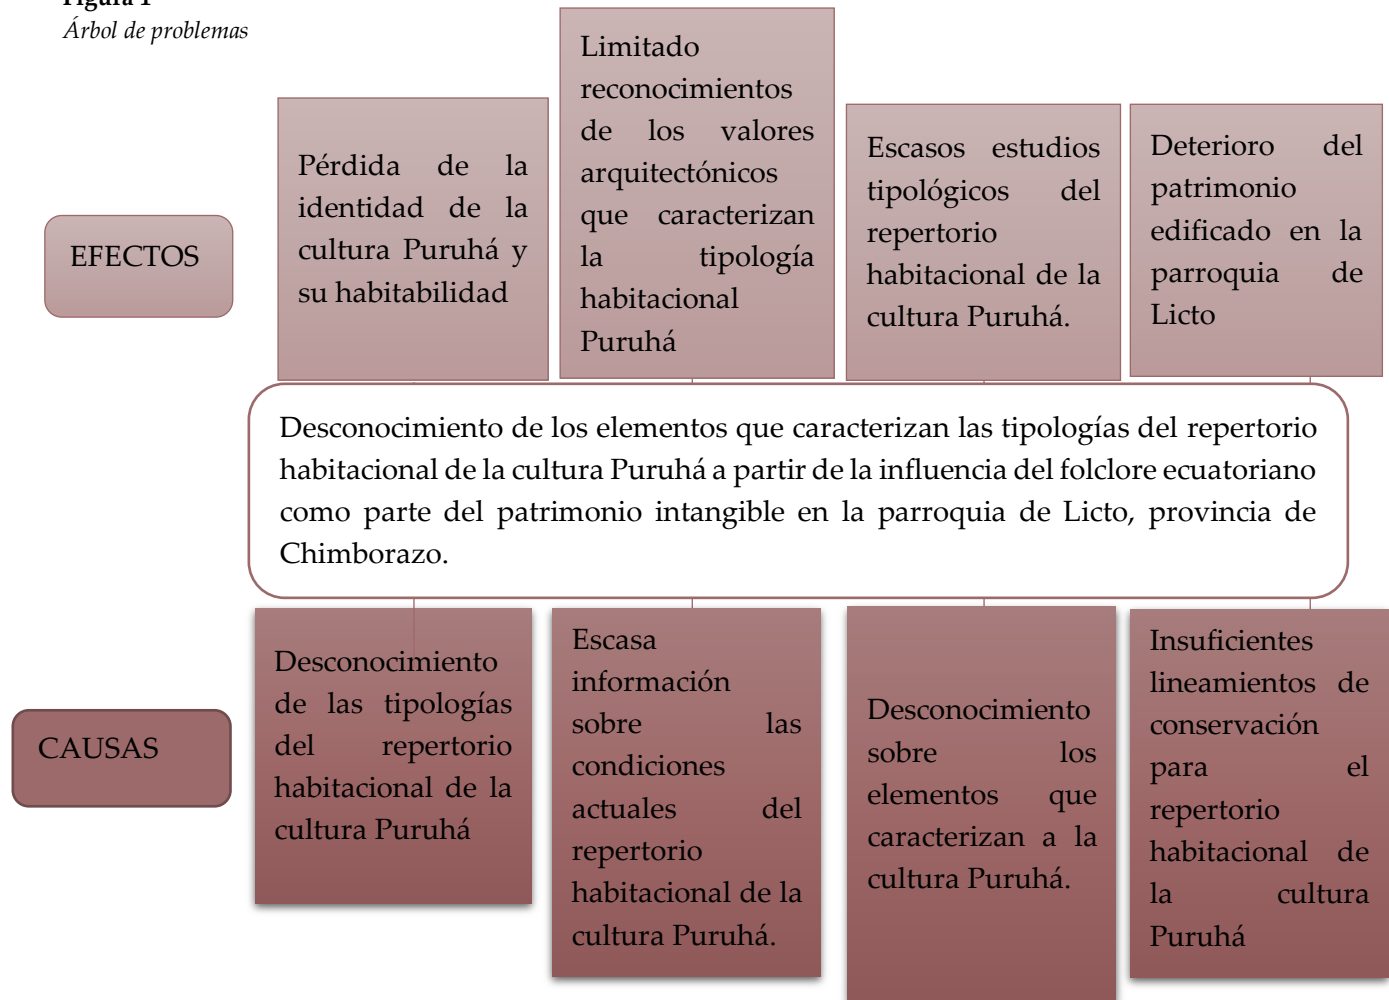 Figura 1
Árbol de problemas
EFECTOS
Pérdida de la
identidad de la
cultura Puruhá y
su habitabilidad
Limitado
reconocimientos
de los valores
arquitectónicos
que caracterizan
la tipología
habitacional
Puruhá
Escasos estudios
tipológicos del
repertorio
habitacional de la
cultura Puruhá.
Deterioro del
patrimonio
edificado en la
parroquia de
Licto
Desconocimiento de los elementos que caracterizan las tipologías del repertorio
habitacional de la cultura Puruhá a partir de la influencia del folclore ecuatoriano
como parte del patrimonio intangible en la parroquia de Licto, provincia de
Chimborazo.
CAUSAS
Desconocimiento
de las tipologías
del repertorio
habitacional de la
cultura Puruhá
Escasa
información
sobre las
condiciones
actuales del
repertorio
habitacional de la
cultura Puruhá.
Desconocimiento
sobre los
elementos que
caracterizan a la
cultura Puruhá.
Insuficientes
lineamientos de
conservación
para el
repertorio
habitacional de
la cultura
Puruhá